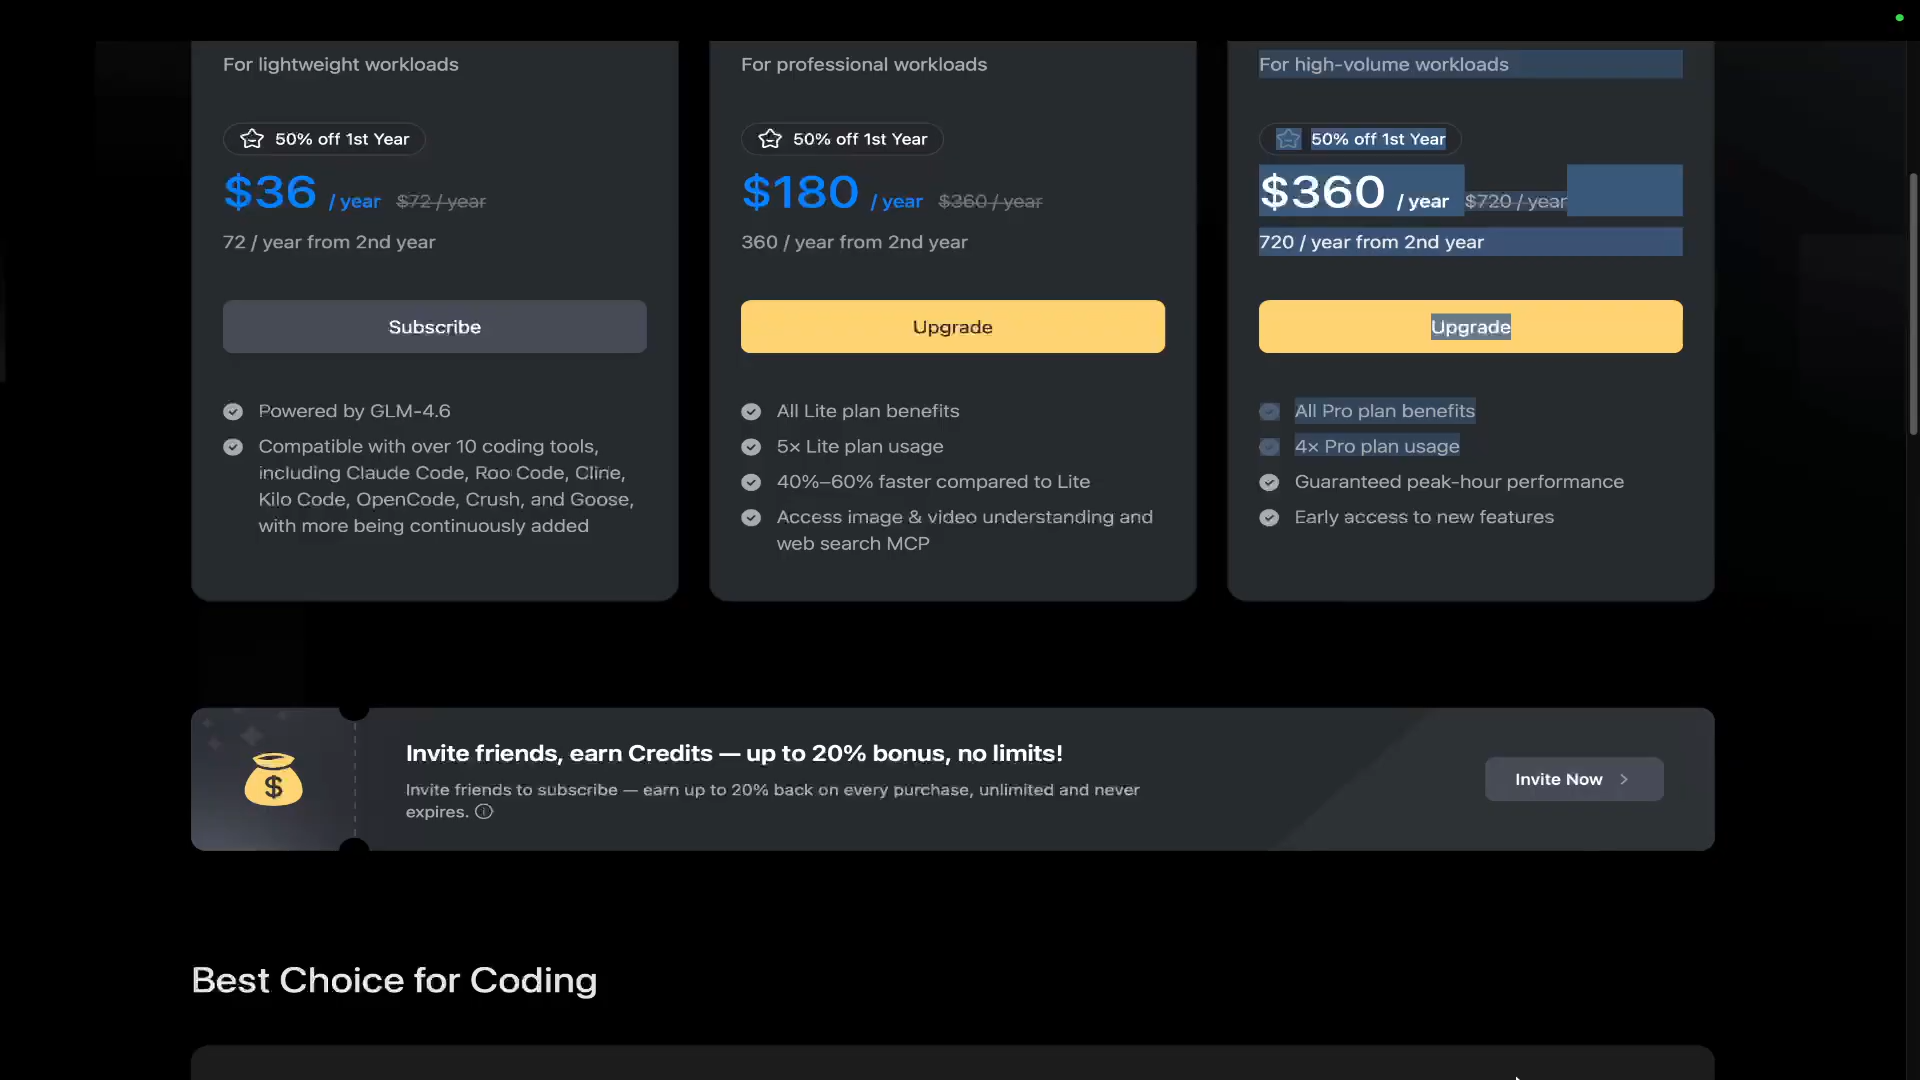 For lightweight workloads
50% off 1st Year
$36 / year $72 / year
72 / year from 2nd year
Subscribe
Powered by GLM-4.6
Compatible with over 10 coding tools,
including Claude Code, Roo Code, Cline,
Kilo Code, OpenCode, Crush, and Goose,
with more being continuously added
For professional workloads
50% off 1st Year
$180 / year $360 / year
360 / year from 2nd year
Upgrade
All Lite plan benefits
5× Lite plan usage
40%–60% faster compared to Lite
Access image & video understanding and
web search MCP
For high-volume workloads
50% off 1st Year
$360 / year $720 / year
720 / year from 2nd year
Upgrade
All Pro plan benefits
4× Pro plan usage
Guaranteed peak-hour performance
Early access to new features
Invite friends, earn Credits — up to 20% bonus, no limits!
Invite friends to subscribe — earn up to 20% back on every purchase, unlimited and never
expires.
Invite Now
Best Choice for Coding